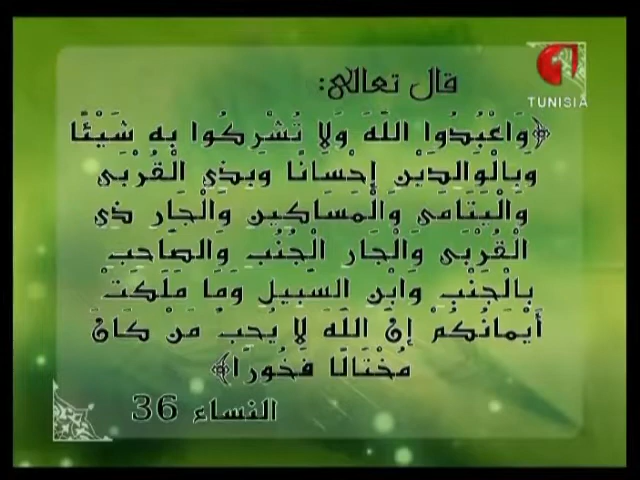 قال تعالى:
TUNISIA
﴿وَاعْبُدُوا اللَّهَ وَلَا تُشْرِكُوا بِهِ شَيْئًا
وَبِالْوَالِدَيْنِ إِحْسَانًا وَبِذِي الْقُرْبَى
وَالْيَتَامَى وَالْمَسَاكِينِ وَالْجَارِ ذِي
الْقُرْبَى وَالْجَارِ الْجُنُبِ وَالصَّاحِبِ
بِالْجَنْبِ وَابْنِ السَّبِيلِ وَمَا مَلَكَتْ
أَيْمَانُكُمْ إِنَّ اللَّهَ لَا يُحِبُّ مَنْ كَانَ
مُخْتَالًا فَخُورًا﴾
النساء 36